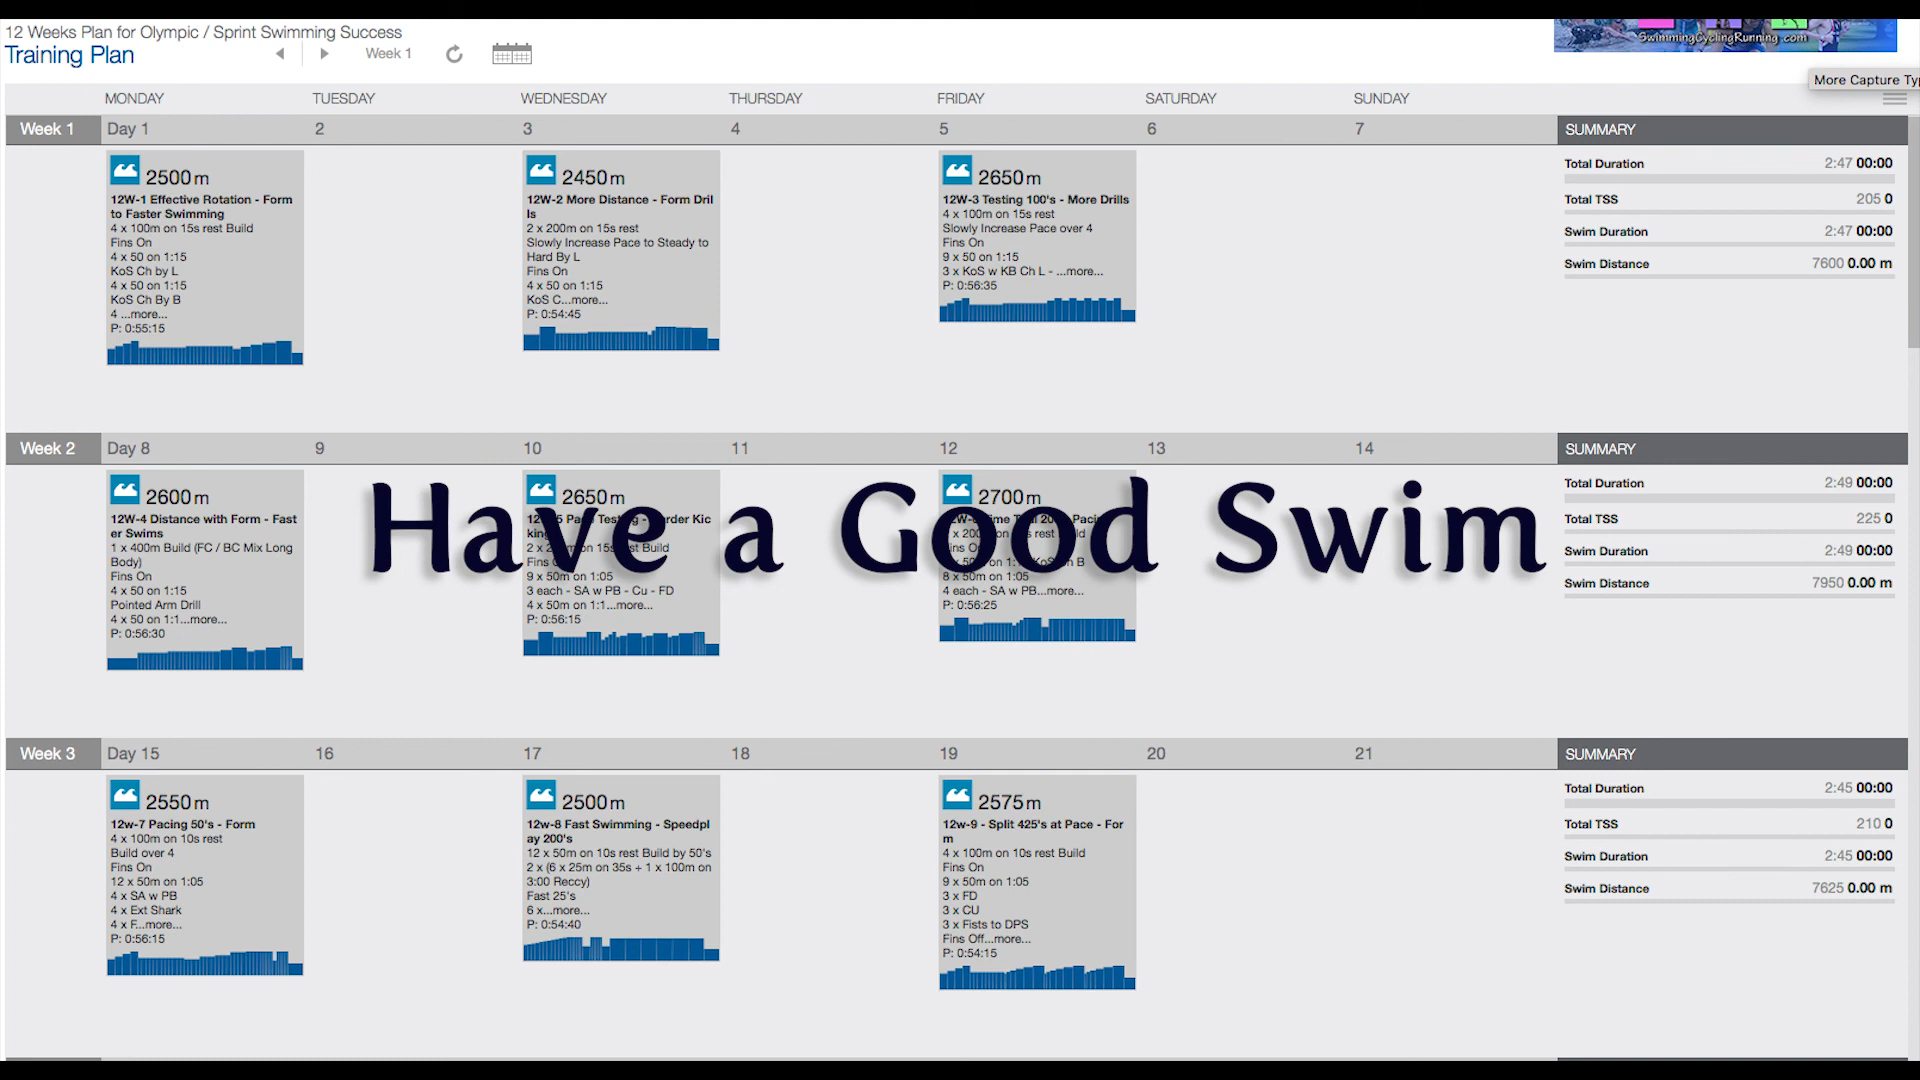 12 Weeks Plan for Olympic / Sprint Swimming Success
Training Plan
Week 1
SwimmingCyclingRunning .com
More Capture Typ
MONDAY TUESDAY WEDNESDAY THURSDAY FRIDAY SATURDAY SUNDAY
Week 1 Day 1 2 3 4 5 6 7 SUMMARY
2500 m
12W-1 Effective Rotation - Form
to Faster Swimming
4 x 100m on 15s rest Build
Fins On
4 x 50 on 1:15
KoS Ch by L
4 x 50 on 1:15
KoS Ch By B
4 ...more...
P: 0:55:15
2450 m
12W-2 More Distance - Form Dril
ls
2 x 200m on 15s rest
Slowly Increase Pace to Steady to
Hard By L
Fins On
4 x 50 on 1:15
KoS C...more...
P: 0:54:45
2650 m
12W-3 Testing 100's - More Drills
4 x 100m on 15s rest
Slowly Increase Pace over 4
Fins On
9 x 50 on 1:15
3 x KoS w KB Ch L - ...more...
P: 0:56:35
Total Duration 2:47 00:00
Total TSS 205 0
Swim Duration 2:47 00:00
Swim Distance 7600 0.00 m
Week 2 Day 8 9 10 11 12 13 14 SUMMARY
2600 m
12W-4 Distance with Form - Fast
er Swims
1 x 400m Build (FC / BC Mix Long
Body)
Fins On
4 x 50 on 1:15
Pointed Arm Drill
4 x 50 on 1:1...more...
P: 0:56:30
2650 m
king
9 x 50m on 1:05
3 each - SA w PB - Cu - FD
4 x 50m on 1:1...more...
P: 0:56:15
2700 m
8 x 50m on 1:05
4 each - SA w PB...more...
P: 0:56:25
Have a Good Swim
Total Duration 2:49 00:00
Total TSS 225 0
Swim Duration 2:49 00:00
Swim Distance 7950 0.00 m
Week 3 Day 15 16 17 18 19 20 21 SUMMARY
2550 m
12w-7 Pacing 50's - Form
4 x 100m on 10s rest
Build over 4
Fins On
12 x 50m on 1:05
4 x SA w PB
4 x Ext Shark
4 x F...more...
P: 0:56:15
2500 m
12w-8 Fast Swimming - Speedpl
ay 200's
12 x 50m on 10s rest Build by 50's
2 x (6 x 25m on 35s + 1 x 100m on
3:00 Reccy)
Fast 25's
6 x...more...
P: 0:54:40
2575 m
12w-9 - Split 425's at Pace - For
m
4 x 100m on 10s rest Build
Fins On
9 x 50m on 1:05
3 x FD
3 x CU
3 x Fists to DPS
Fins Off...more...
P: 0:54:15
Total Duration 2:45 00:00
Total TSS 210 0
Swim Duration 2:45 00:00
Swim Distance 7625 0.00 m